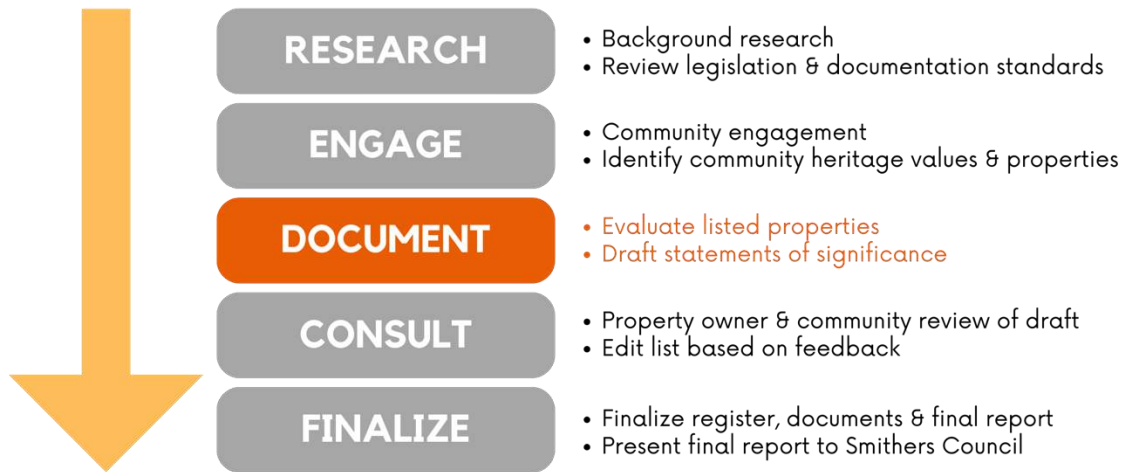 RESEARCH
• Background research
• Review legislation & documentation standards
ENGAGE
• Community engagement
• Identify community heritage values & properties
DOCUMENT
• Evaluate listed properties
• Draft statements of significance
CONSULT
• Property owner & community review of draft
• Edit list based on feedback
FINALIZE
• Finalize register, documents & final report
• Present final report to Smithers Council